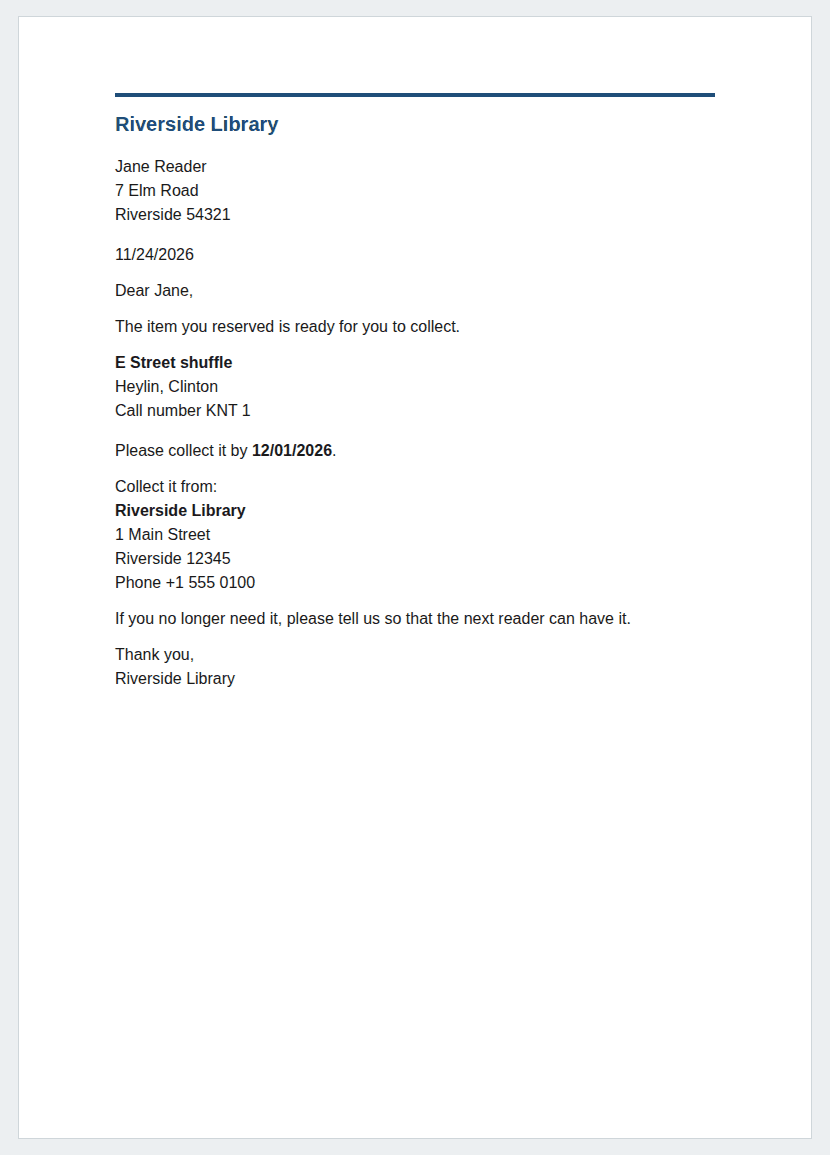 Riverside Library
Jane Reader
7 Elm Road
Riverside 54321
11/24/2026
Dear Jane,
The item you reserved is ready for you to collect.
E Street shuffle
Heylin, Clinton
Call number KNT 1
Please collect it by 12/01/2026.
Collect it from:
Riverside Library
1 Main Street
Riverside 12345
Phone +1 555 0100
If you no longer need it, please tell us so that the next reader can have it.
Thank you,
Riverside Library